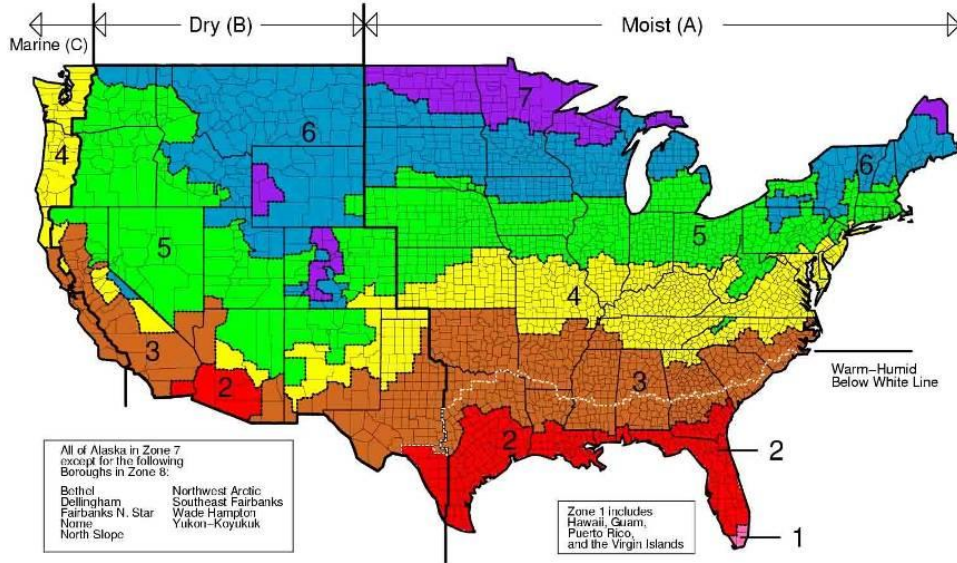 Marine (C)
Dry (B)
Moist (A)
7
6
6
4
5
5
4
3
3
2
2
2
1
Warm-Humid
Below White Line
All of Alaska in Zone 7
except for the following
Boroughs in Zone 8:
Bethel
Dellingham
Fairbanks N. Star
Nome
North Slope
Northwest Arctic
Southeast Fairbanks
Wade Hampton
Yukon-Koyukuk
Zone 1 includes
Hawaii, Guam,
Puerto Rico,
and the Virgin Islands